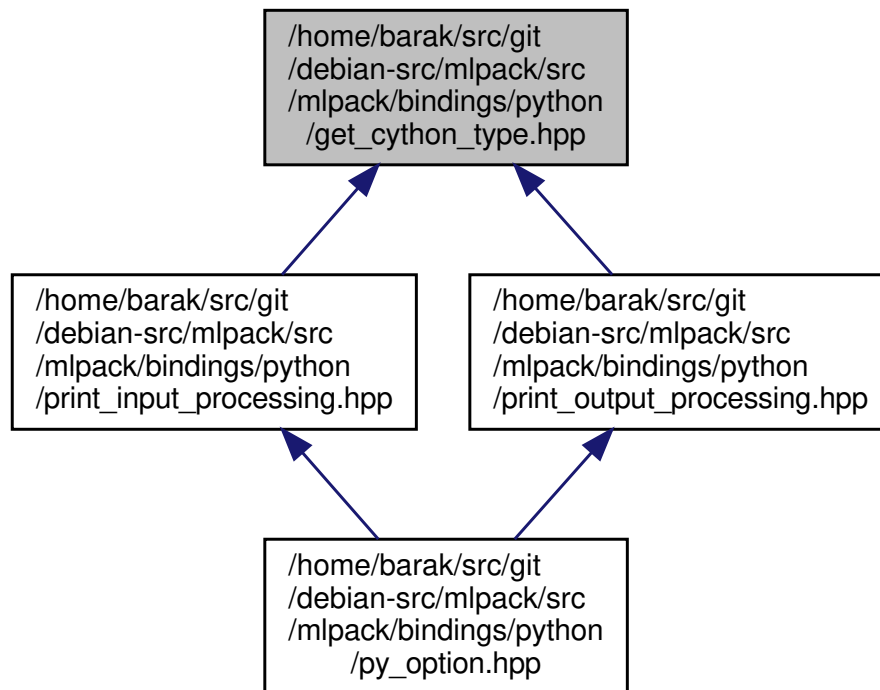 /home/barak/src/git
/debian-src/mlpack/src
/mlpack/bindings/python
/get_cython_type.hpp
/home/barak/src/git
/debian-src/mlpack/src
/mlpack/bindings/python
/print_input_processing.hpp
/home/barak/src/git
/debian-src/mlpack/src
/mlpack/bindings/python
/print_output_processing.hpp
/home/barak/src/git
/debian-src/mlpack/src
/mlpack/bindings/python
/py_option.hpp